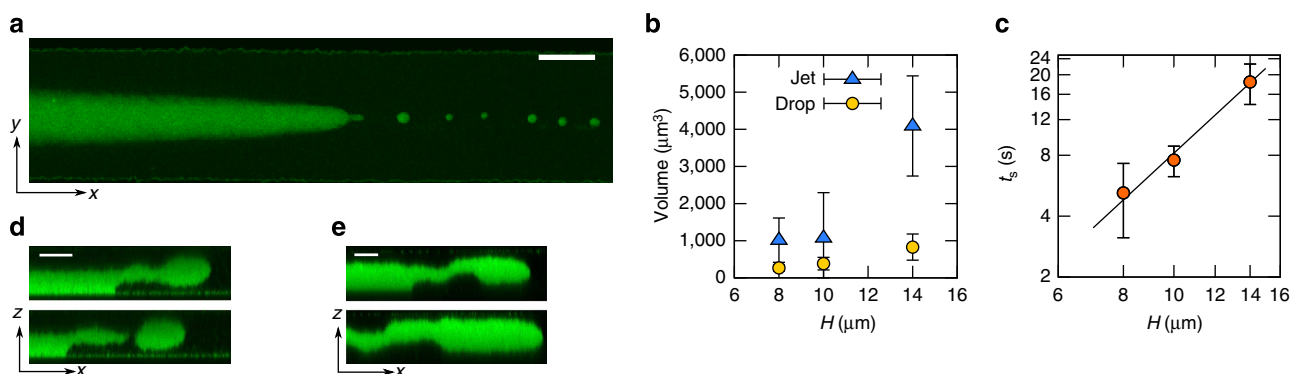 a
y
x
b
Volume (μm³)
6,000
5,000
4,000
3,000
2,000
1,000
0
Jet
Drop
6 8 10 12 14 16
H (μm)
c
tₛ (s)
24
20
16
12
8
4
2
6 8 10 12 14 16
H (μm)
d
z
x
e
z
x